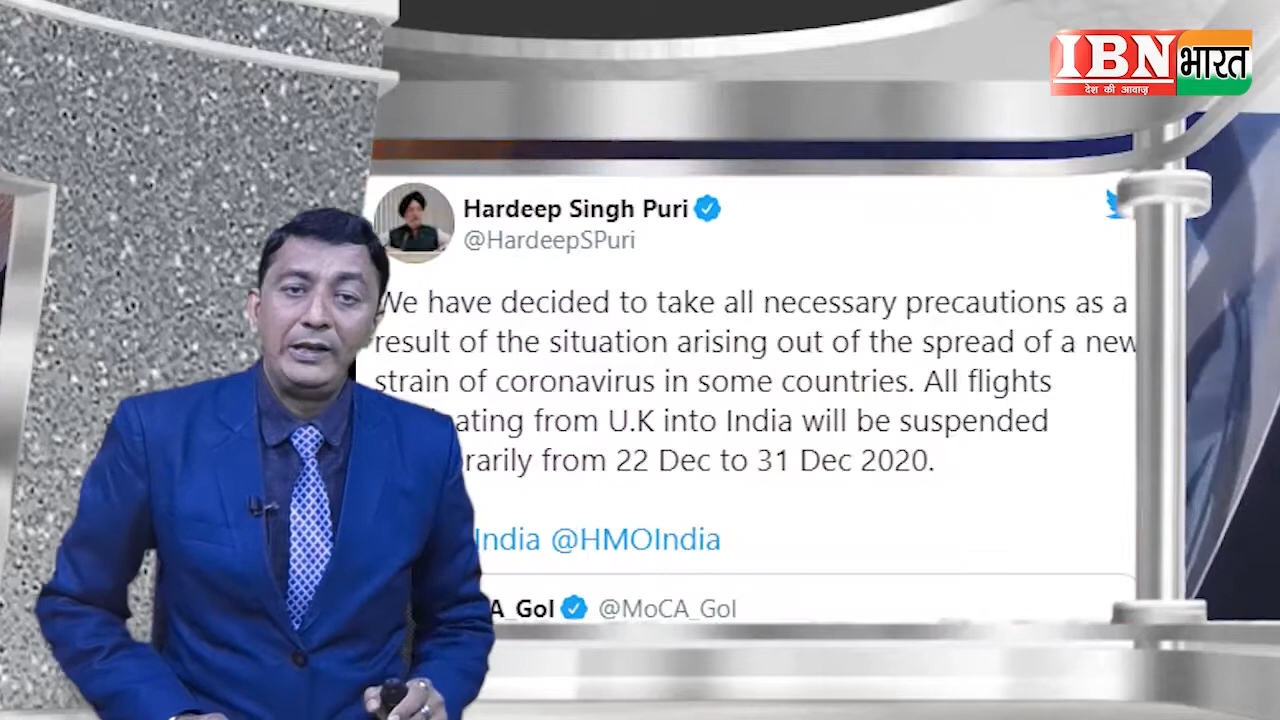 IBN भारत
देश की आवाज़
Hardeep Singh Puri
@HardeepSPuri
We have decided to take all necessary precautions as a
result of the situation arising out of the spread of a new
strain of coronavirus in some countries. All flights
from U.K into India will be suspended
from 22 Dec to 31 Dec 2020.
@HMOIndia
@MoCA_GoI